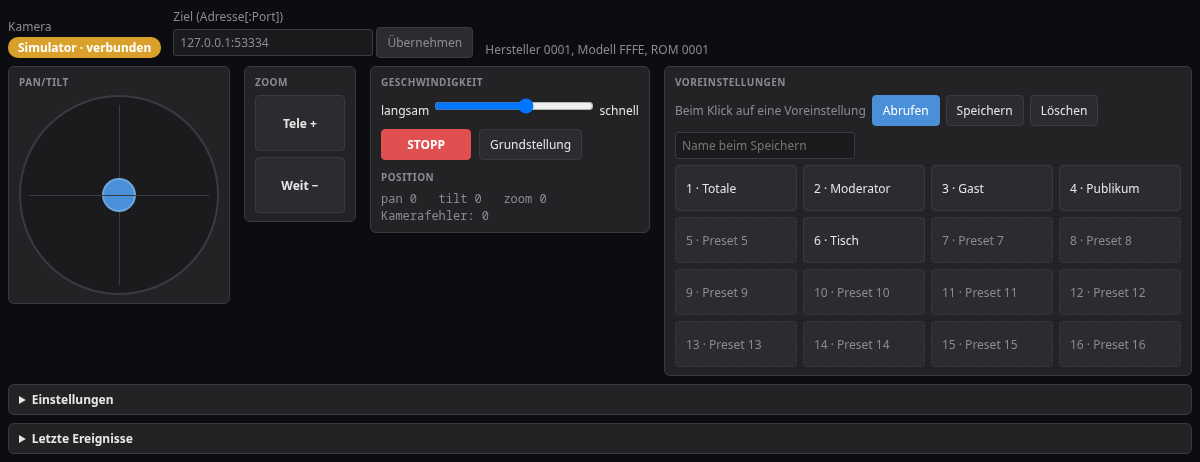 Kamera
Simulator · verbunden
Ziel (Adresse[:Port])
127.0.0.1:53334
Übernehmen
Hersteller 0001, Modell FFFE, ROM 0001
PAN/TILT
ZOOM
Tele +
Weit −
GESCHWINDIGKEIT
langsam schnell
STOPP Grundstellung
POSITION
pan 0 tilt 0 zoom 0
Kamerafehler: 0
VOREINSTELLUNGEN
Beim Klick auf eine Voreinstellung Abrufen Speichern Löschen
Name beim Speichern
1 · Totale 2 · Moderator 3 · Gast 4 · Publikum
5 · Preset 5 6 · Tisch 7 · Preset 7 8 · Preset 8
9 · Preset 9 10 · Preset 10 11 · Preset 11 12 · Preset 12
13 · Preset 13 14 · Preset 14 15 · Preset 15 16 · Preset 16
Einstellungen
Letzte Ereignisse